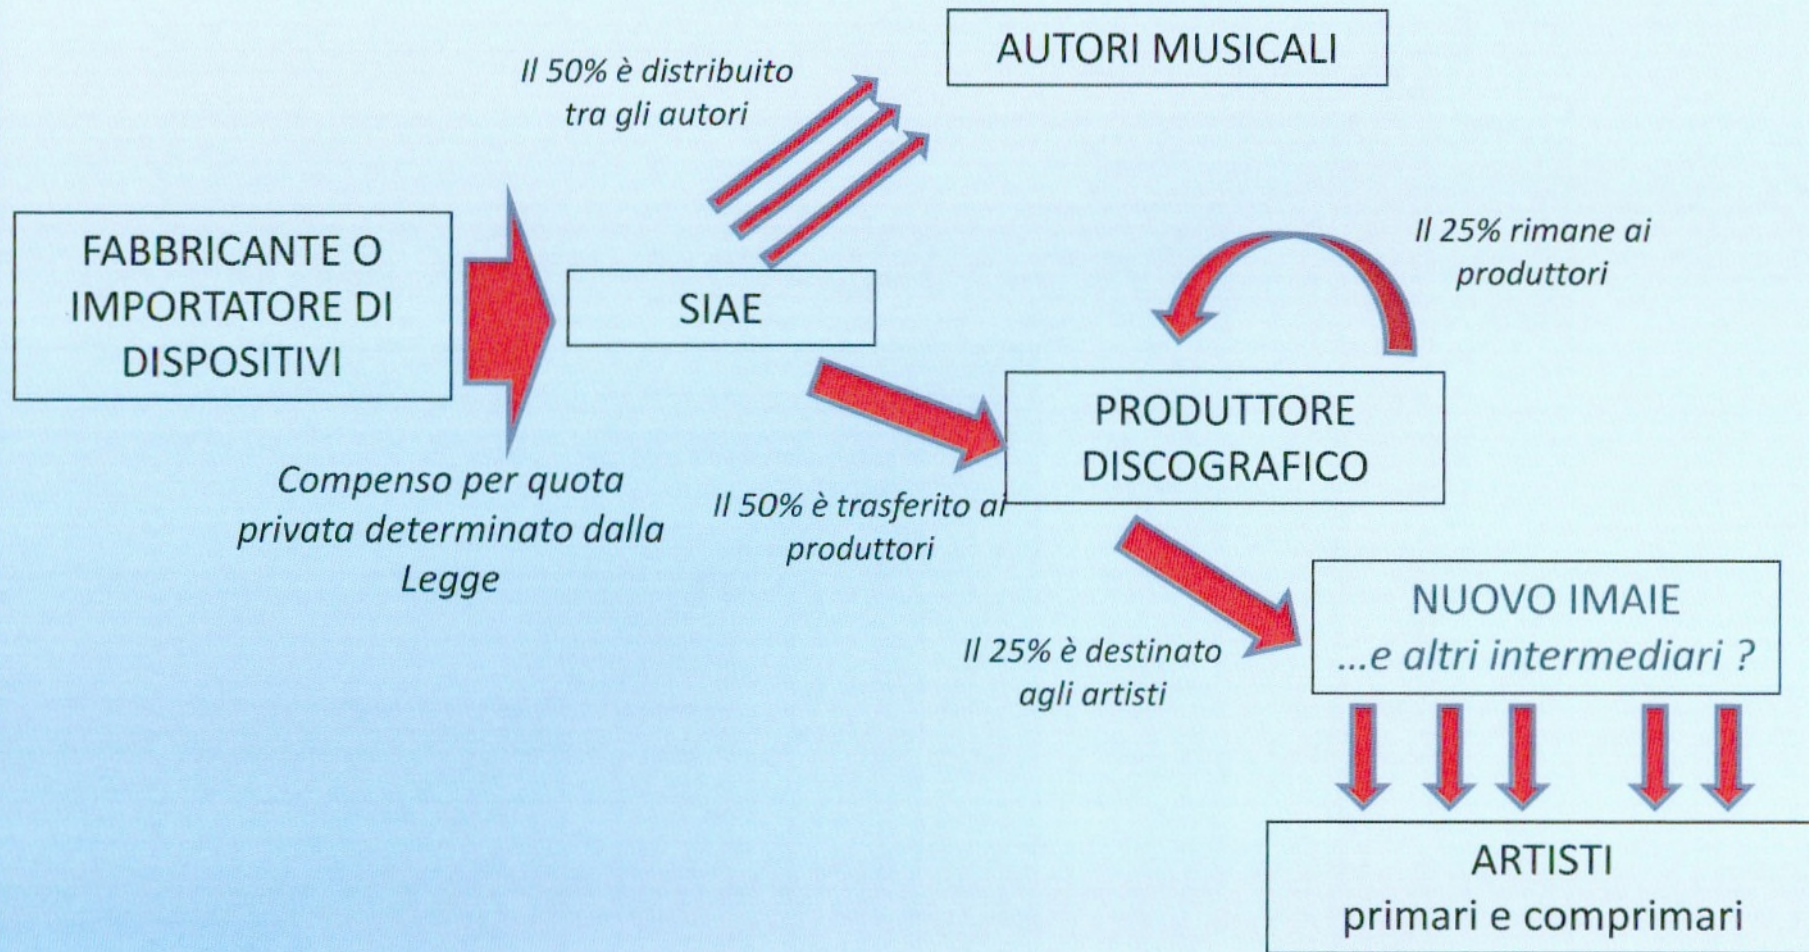 AUTORI MUSICALI
Il 50% è distribuito
tra gli autori
FABBRICANTE O
IMPORTATORE DI
DISPOSITIVI
SIAE
Il 25% rimane ai
produttori
PRODUTTORE
DISCOGRAFICO
Compenso per quota
privata determinato dalla
Legge
Il 50% è trasferito ai
produttori
NUOVO IMAIE
...e altri intermediari ?
Il 25% è destinato
agli artisti
ARTISTI
primari e comprimari